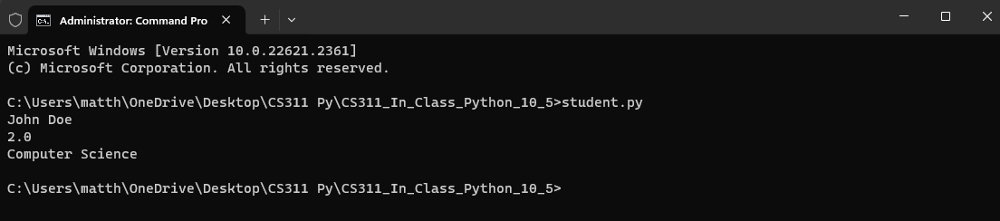 Administrator: Command Pro
Microsoft Windows [Version 10.0.22621.2361]
(c) Microsoft Corporation. All rights reserved.
C:\Users\matth\OneDrive\Desktop\CS311 Py\CS311_In_Class_Python_10_5>student.py
John Doe
2.0
Computer Science
C:\Users\matth\OneDrive\Desktop\CS311 Py\CS311_In_Class_Python_10_5>